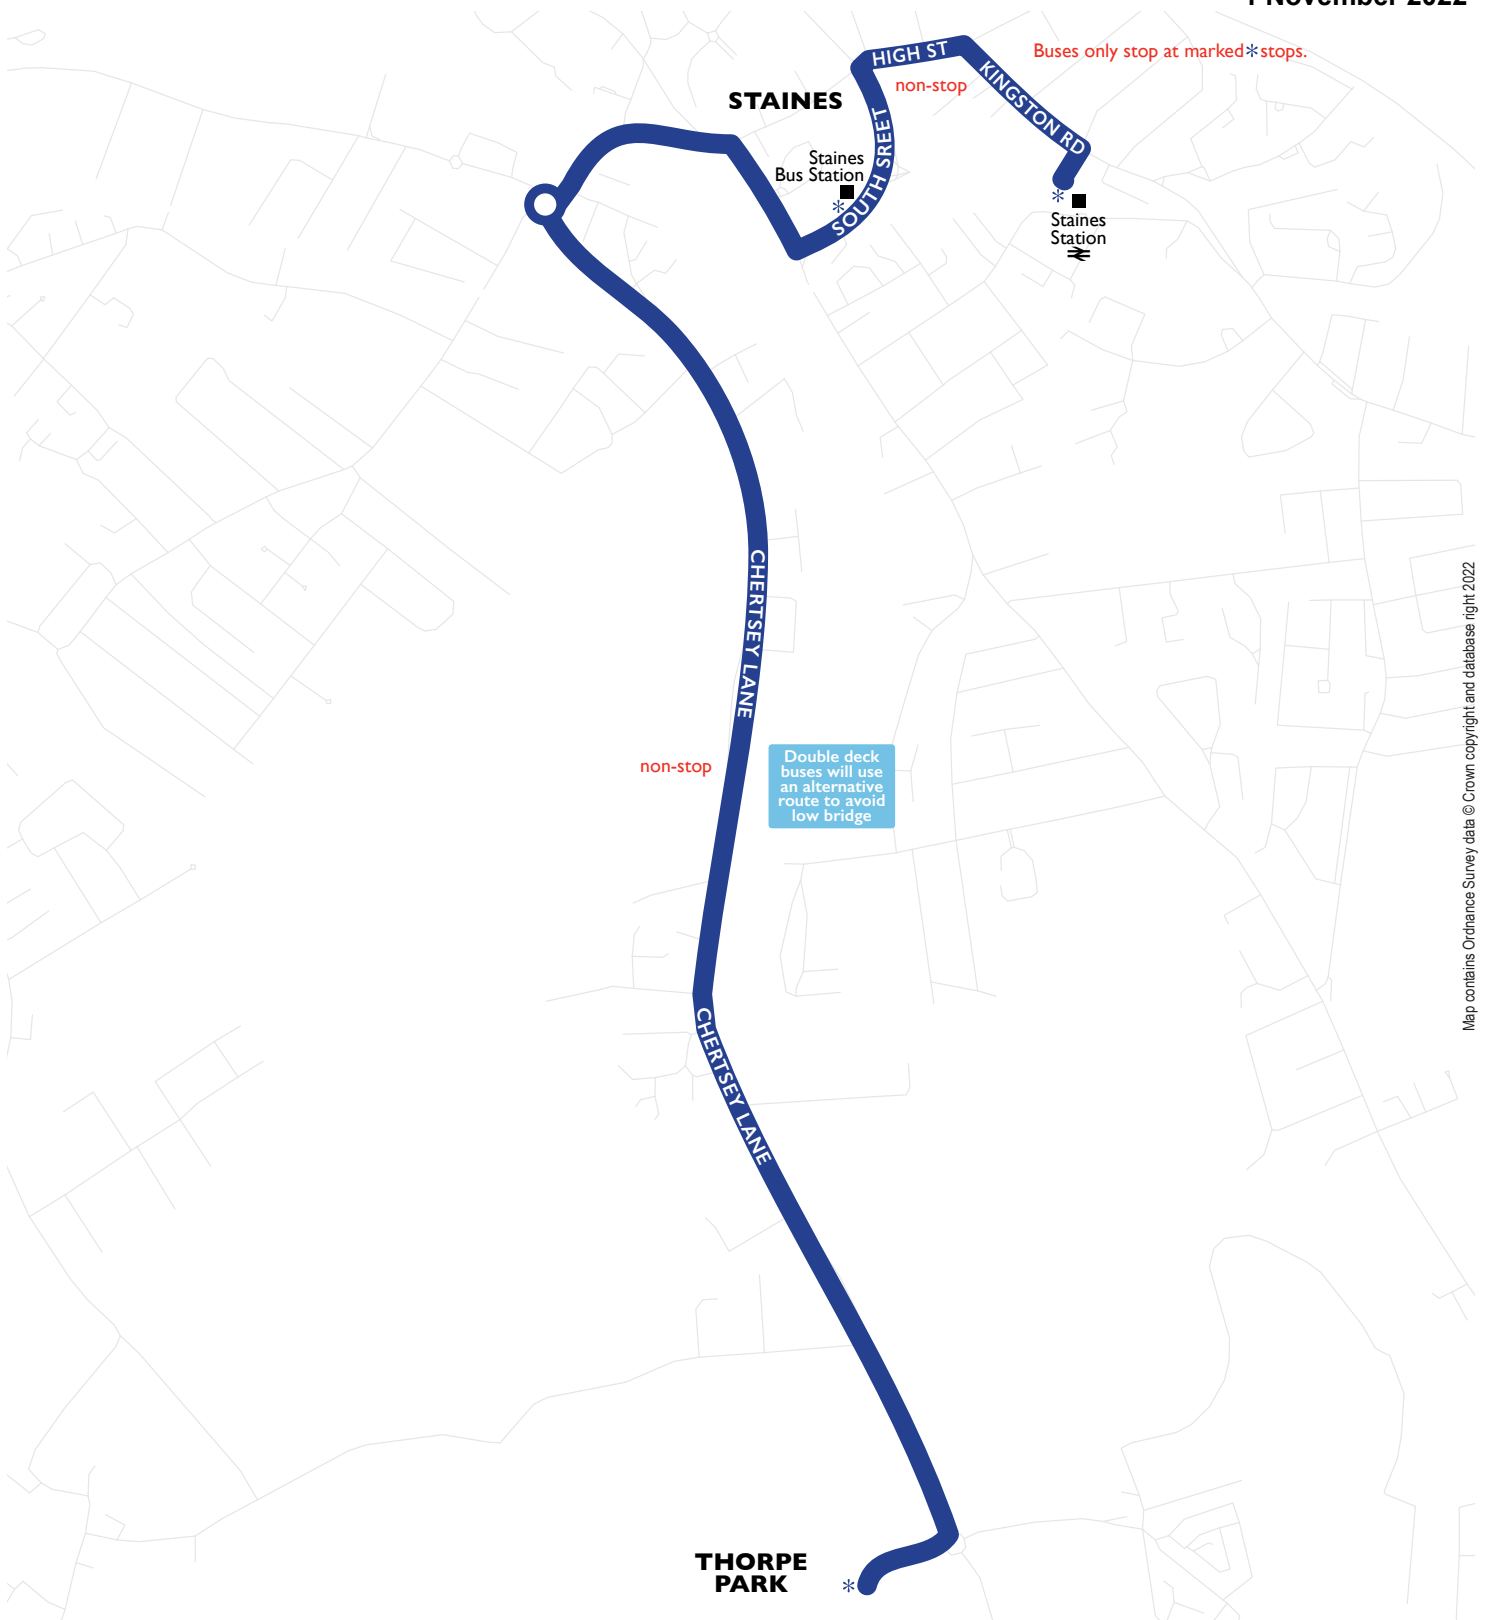 November 2022
HIGH ST
Buses only stop at marked*stops.
non-stop
KINGSTON RD
STAINES
SOUTH SREET
Staines
Bus Station
*
*
Staines
Station
CHERTSEY LANE
non-stop
Double deck
buses will use
an alternative
route to avoid
low bridge
Map contains Ordnance Survey data © Crown copyright and database right 2022
CHERTSEY LANE
THORPE
PARK
*